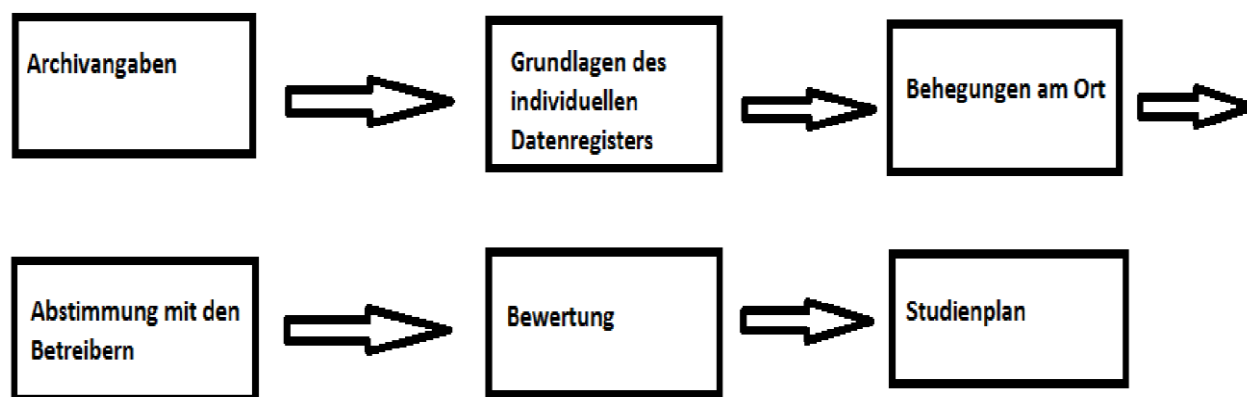 Archivangaben
Grundlagen des
individuellen
Datenregisters
Behegungen am Ort
Abstimmung mit den
Betreibern
Bewertung
Studienplan